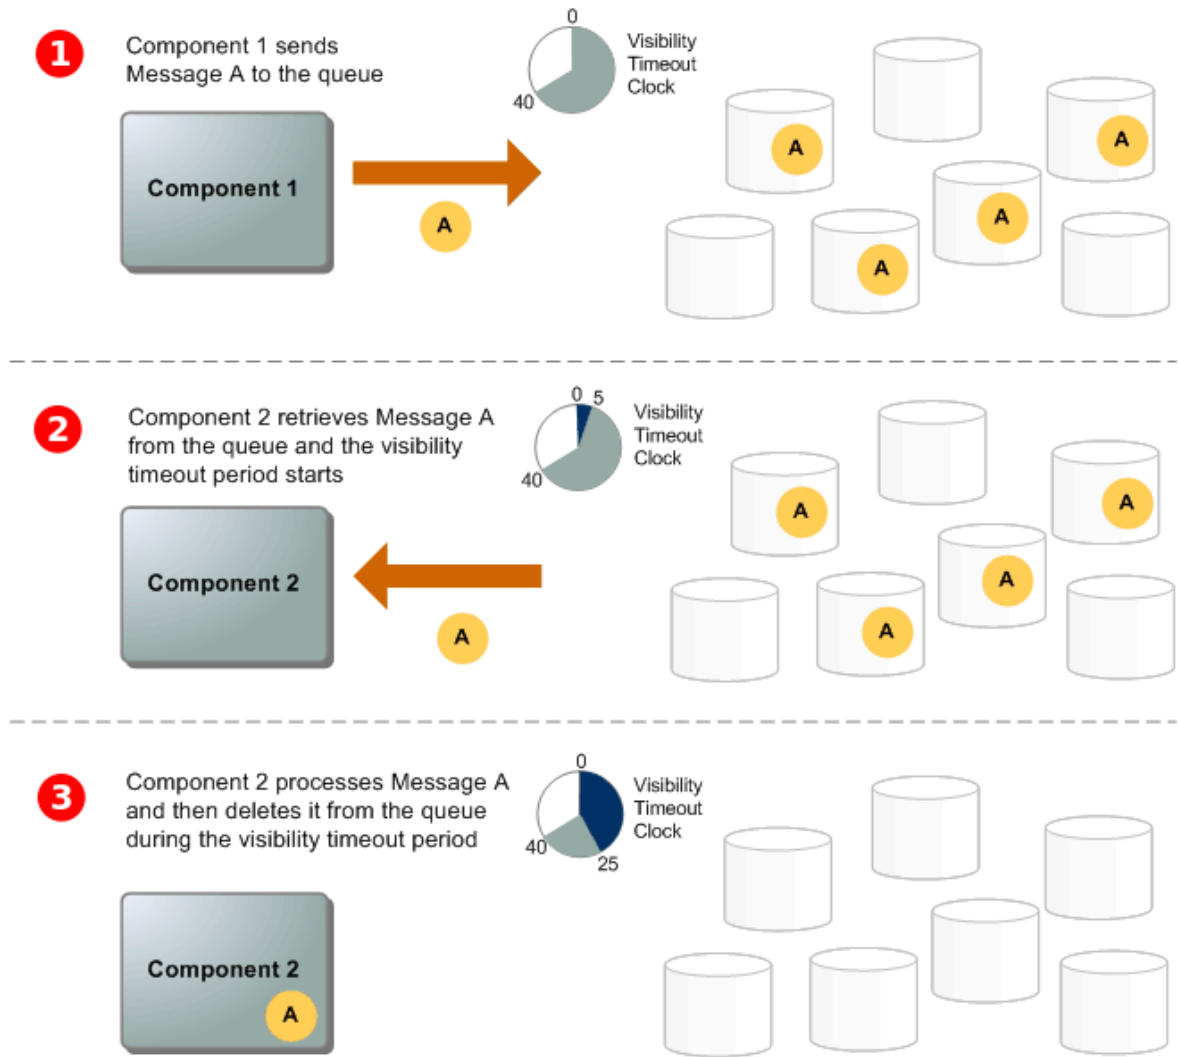 1
Component 1 sends
Message A to the queue
0
40
Visibility
Timeout
Clock
Component 1
A
A
A
A
A
2
Component 2 retrieves Message A
from the queue and the visibility
timeout period starts
0 5
40
Visibility
Timeout
Clock
Component 2
A
A
A
A
A
3
Component 2 processes Message A
and then deletes it from the queue
during the visibility timeout period
0
40
25
Visibility
Timeout
Clock
Component 2
A